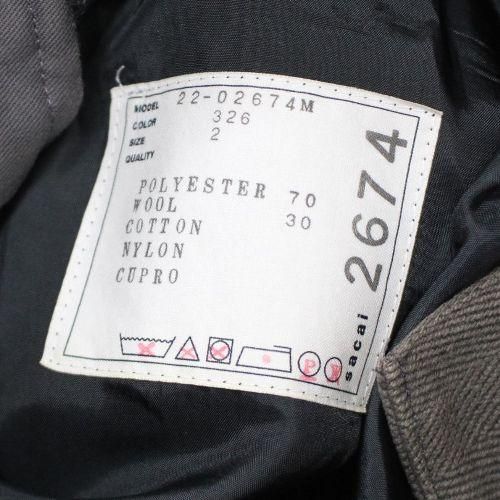 MODEL 22-02674M
COLOR 326
SIZE 2
QUALITY
POLYESTER 70
WOOL
COTTON 30
NYLON
CUPRO
sacai 2674
P